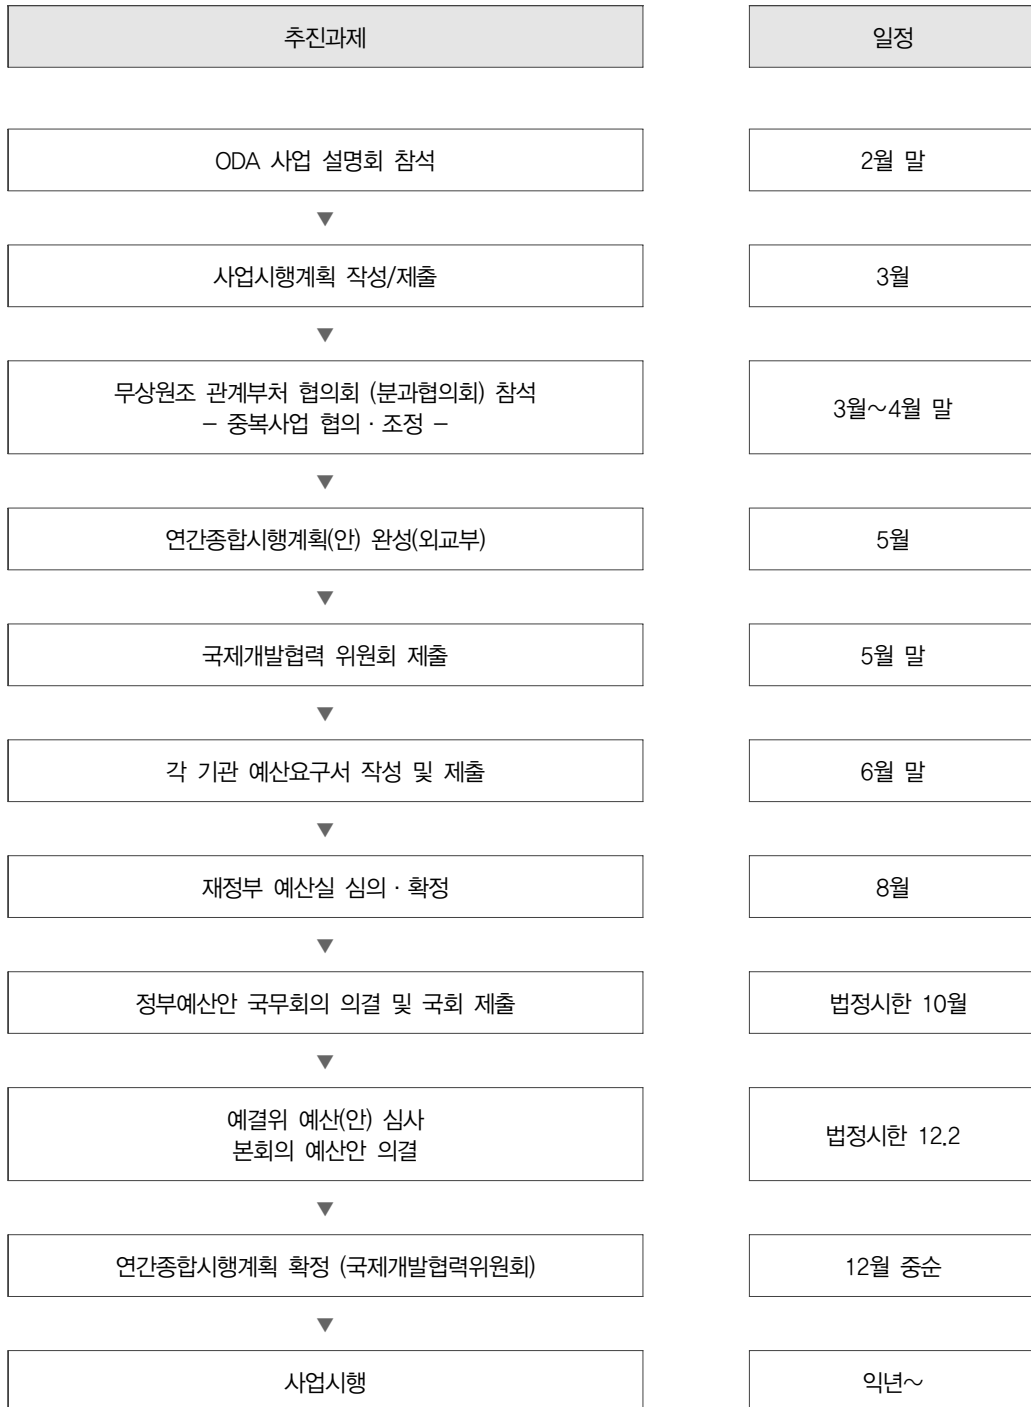 추진과제
일정
ODA 사업 설명회 참석
2월 말
사업시행계획 작성/제출
3월
무상원조 관계부처 협의회 (분과협의회) 참석
– 중복사업 협의·조정 –
3월~4월 말
연간종합시행계획(안) 완성(외교부)
5월
국제개발협력 위원회 제출
5월 말
각 기관 예산요구서 작성 및 제출
6월 말
재정부 예산실 심의·확정
8월
정부예산안 국무회의 의결 및 국회 제출
법정시한 10월
예결위 예산(안) 심사
본회의 예산안 의결
법정시한 12.2
연간종합시행계획 확정 (국제개발협력위원회)
12월 중순
사업시행
익년~